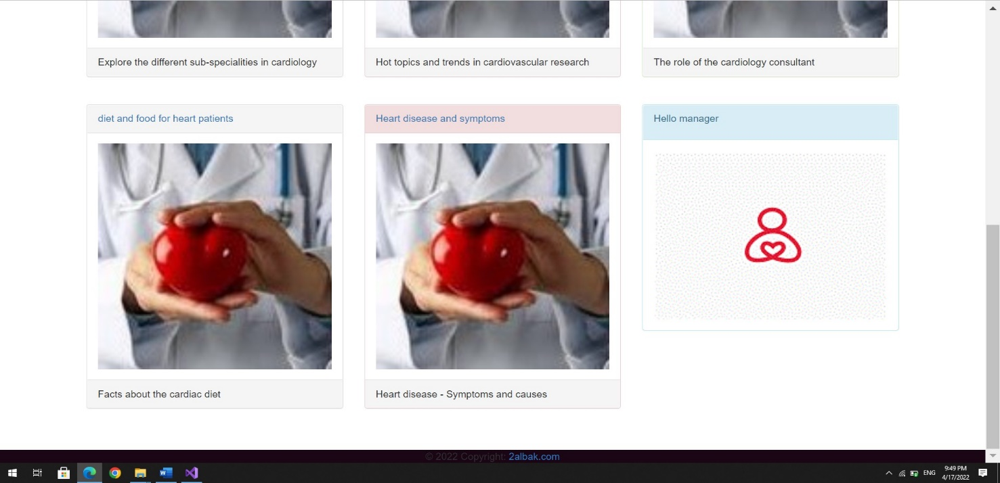 Explore the different sub-specialities in cardiology
Hot topics and trends in cardiovascular research
The role of the cardiology consultant
diet and food for heart patients
Heart disease and symptoms
Hello manager
Facts about the cardiac diet
Heart disease - Symptoms and causes
© 2022 Copyright: 2albak.com
ENG
9:49 PM
4/17/2022